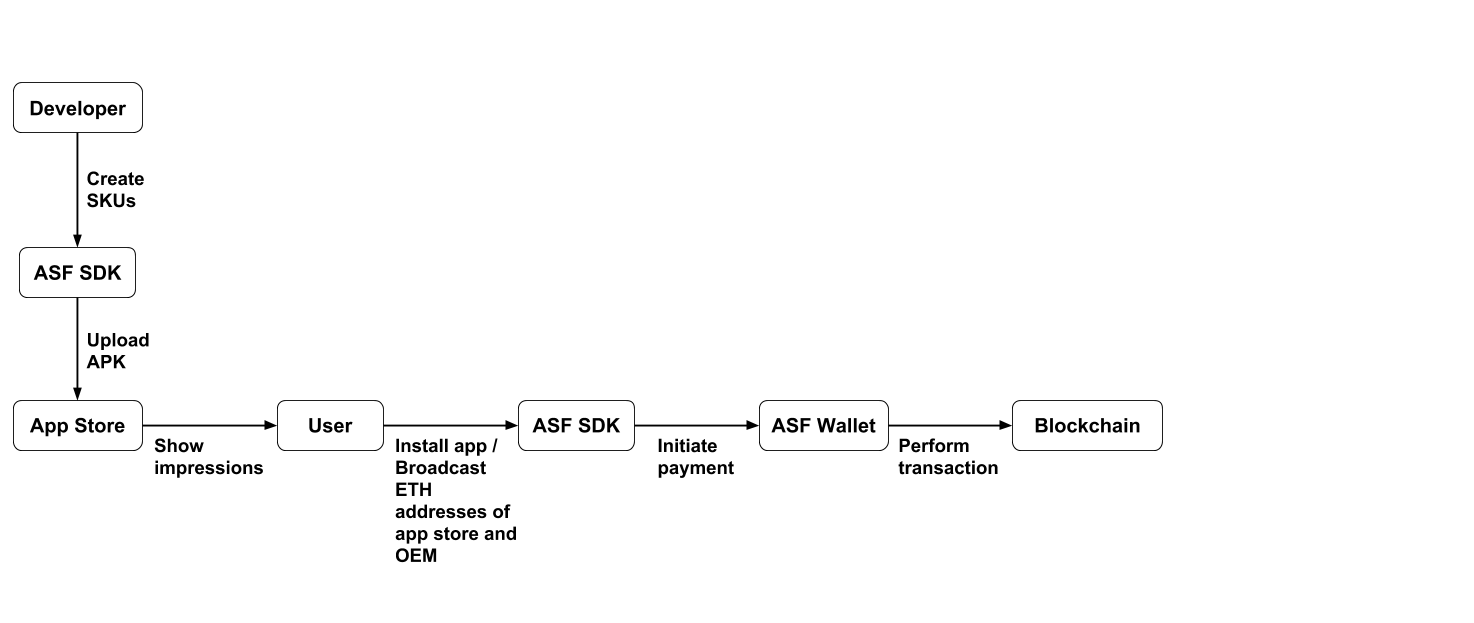 Developer
Create
SKUs
ASF SDK
Upload
APK
App Store
Show
impressions
User
Install app /
Broadcast
ETH
addresses of
app store and
OEM
ASF SDK
Initiate
payment
ASF Wallet
Perform
transaction
Blockchain